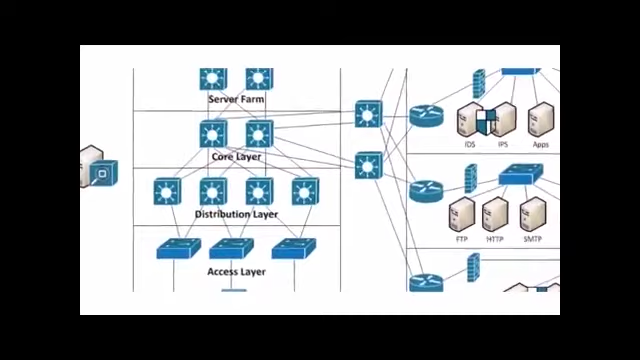 Server Farm
IDS IPS Apps
Core Layer
Distribution Layer
FTP HTTP SMTP
Access Layer